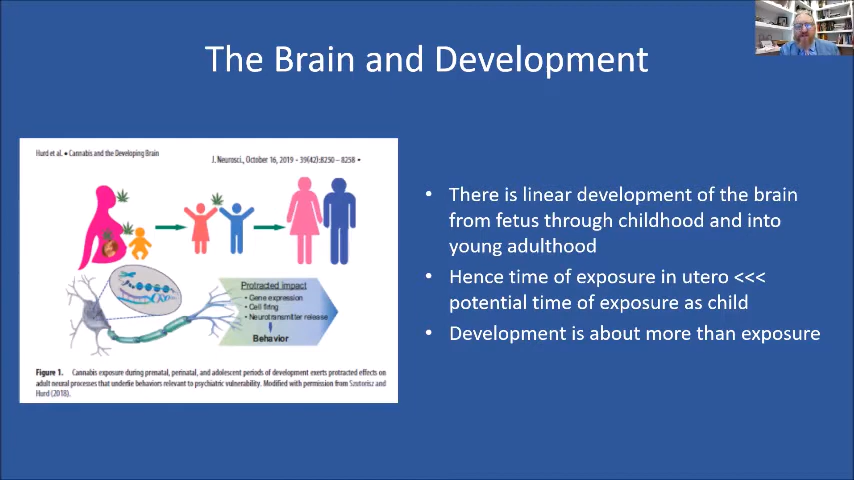 The Brain and Development
Hurd et al. • Cannabis and the Developing Brain
J. Neurosci., October 16, 2019 • 39(42):8250 – 8258 •
Protracted impact
• Gene expression
• Cell firing
• Neurotransmitter release
Behavior
Figure 1. Cannabis exposure during prenatal, perinatal, and adolescent periods of development exerts protracted effects on
adult neural processes that underlie behaviors relevant to psychiatric vulnerability. Modified with permission from Szutorisz and
Hurd (2018).
• There is linear development of the brain
from fetus through childhood and into
young adulthood
• Hence time of exposure in utero <<<
potential time of exposure as child
• Development is about more than exposure